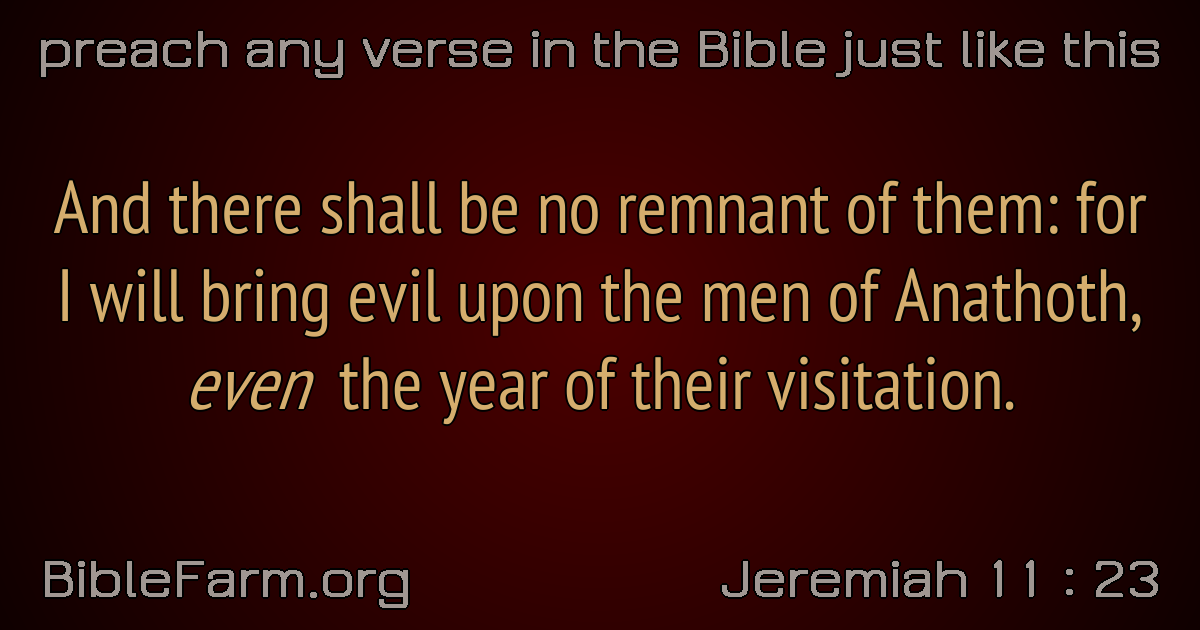 preach any verse in the Bible just like this
And there shall be no remnant of them: for
I will bring evil upon the men of Anathoth,
even the year of their visitation.
BibleFarm.org
Jeremiah 11 : 23